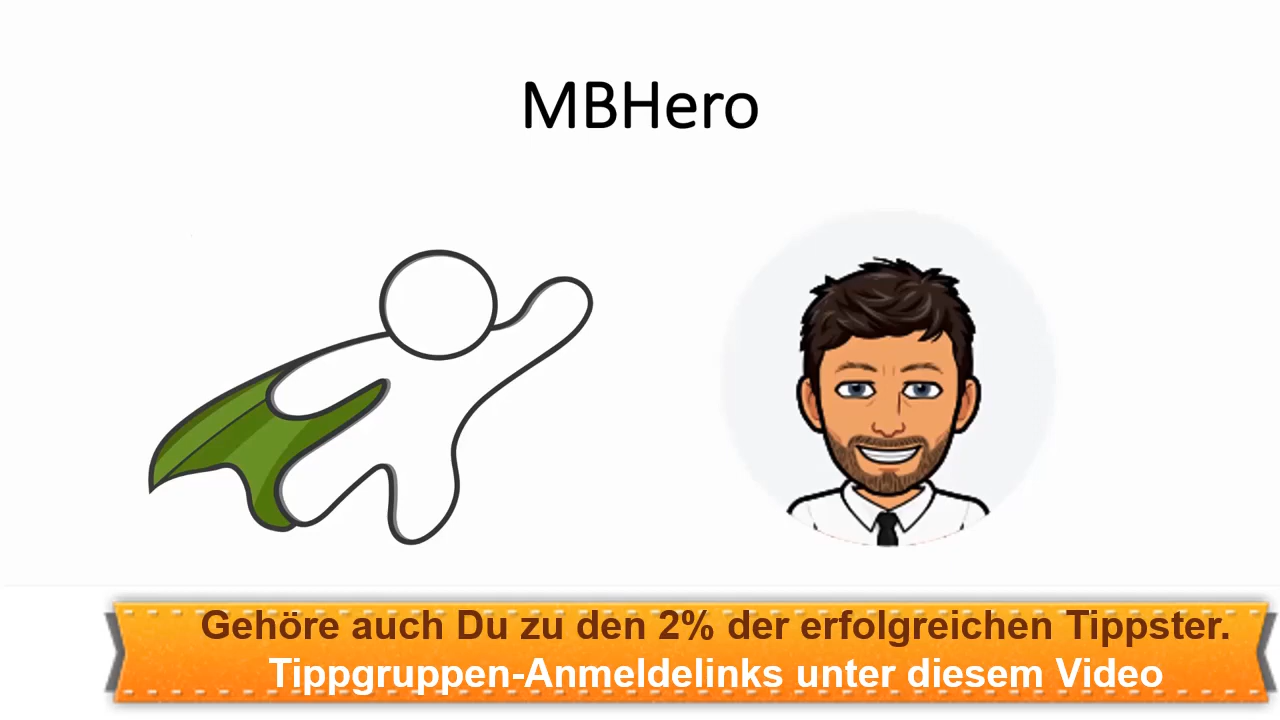 MBHero
Gehöre auch Du zu den 2% der erfolgreichen Tippster.
Tippgruppen-Anmeldelinks unter diesem Video